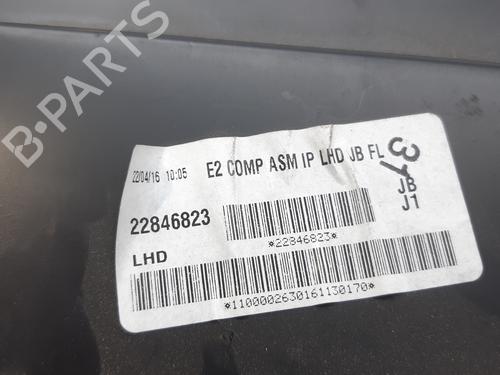 B-PARTS
22/04/16 10:05 E2 COMP ASM IP LHD JB FL
31
JB
J1
22846823
*22846823*
LHD
*1100002630161130170*